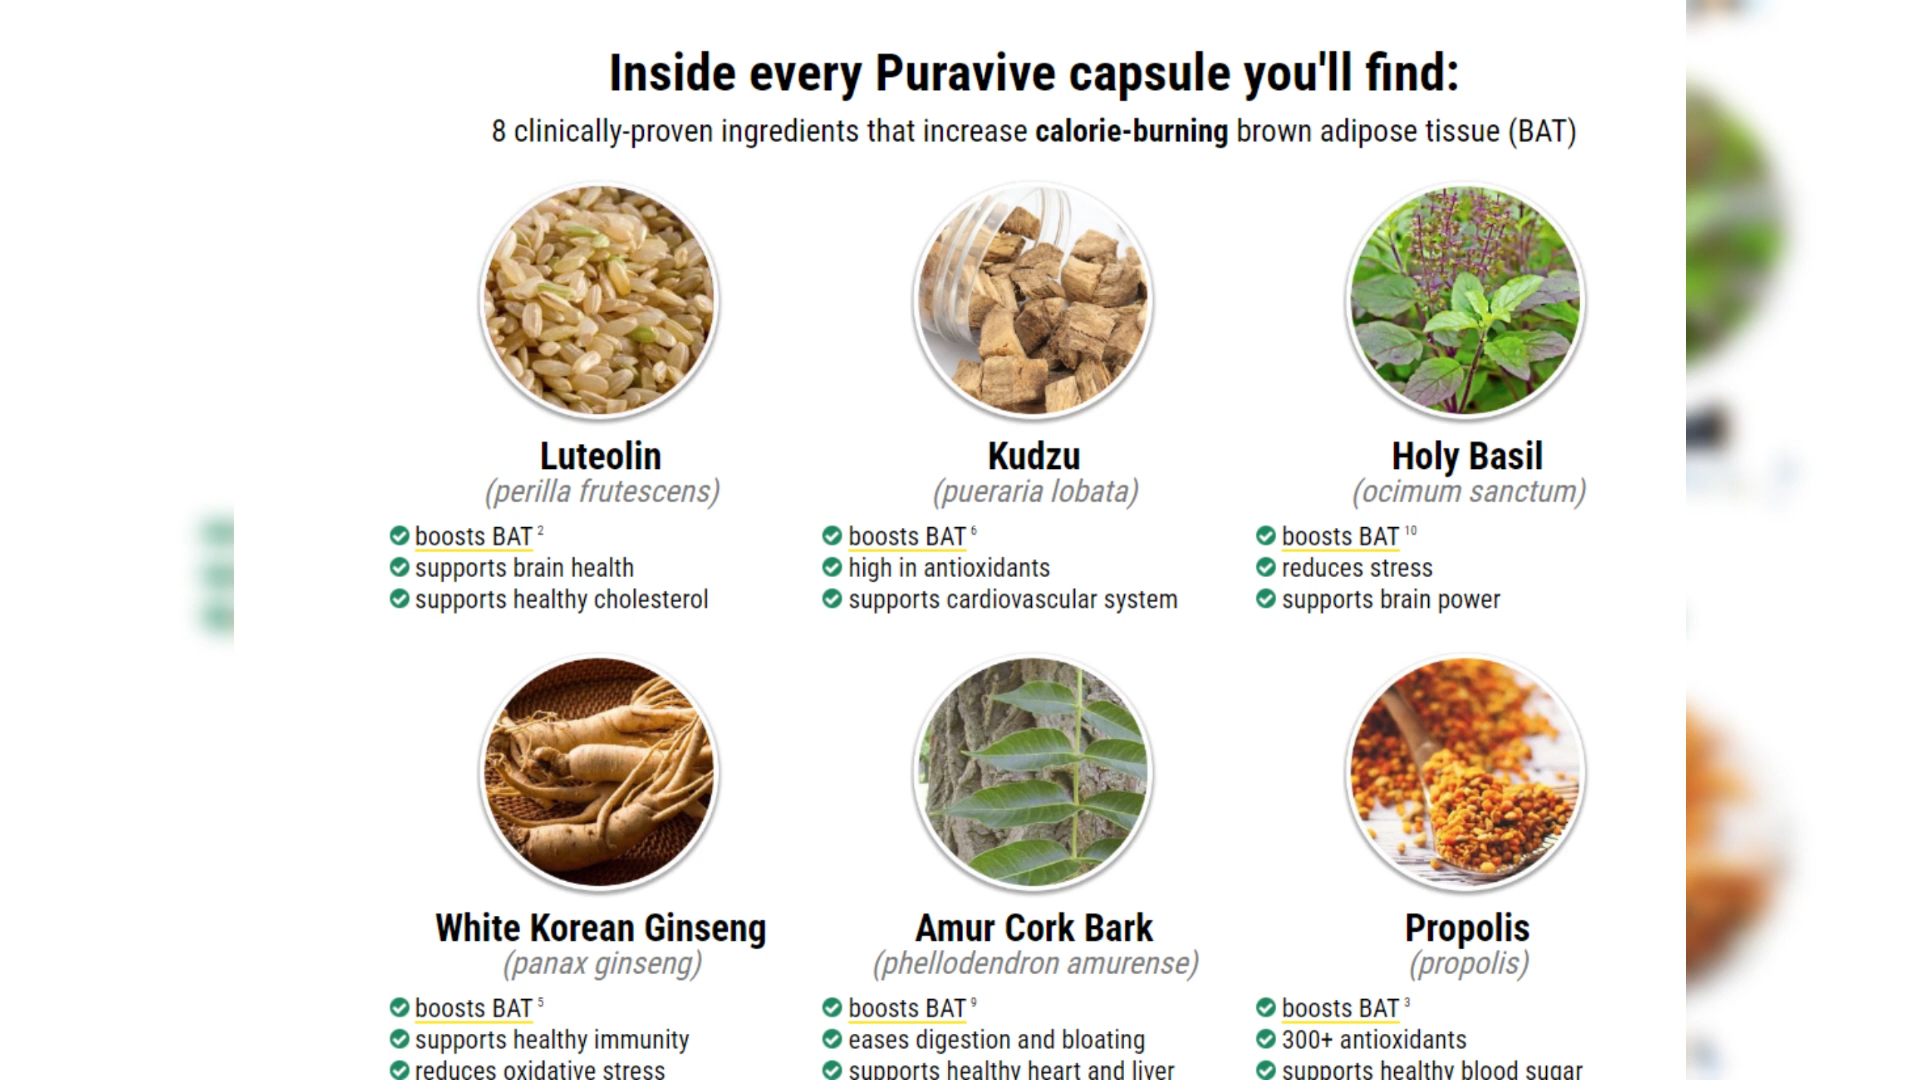 Inside every Puravive capsule you'll find:
8 clinically-proven ingredients that increase calorie-burning brown adipose tissue (BAT)
Luteolin
(perilla frutescens)
boosts BAT 2
supports brain health
supports healthy cholesterol
Kudzu
(pueraria lobata)
boosts BAT 6
high in antioxidants
supports cardiovascular system
Holy Basil
(ocimum sanctum)
boosts BAT 10
reduces stress
supports brain power
White Korean Ginseng
(panax ginseng)
boosts BAT 5
supports healthy immunity
reduces oxidative stress
Amur Cork Bark
(phellodendron amurense)
boosts BAT 9
eases digestion and bloating
supports healthy heart and liver
Propolis
(propolis)
boosts BAT 3
300+ antioxidants
supports healthy blood sugar